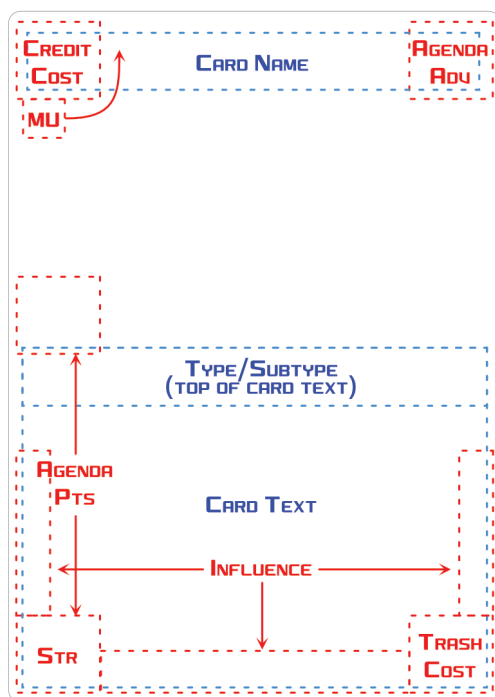 Credit Cost
Card Name
Agenda Adv
MU
Type/Subtype
(top of card text)
Agenda Pts
Card Text
Influence
Str
Trash Cost